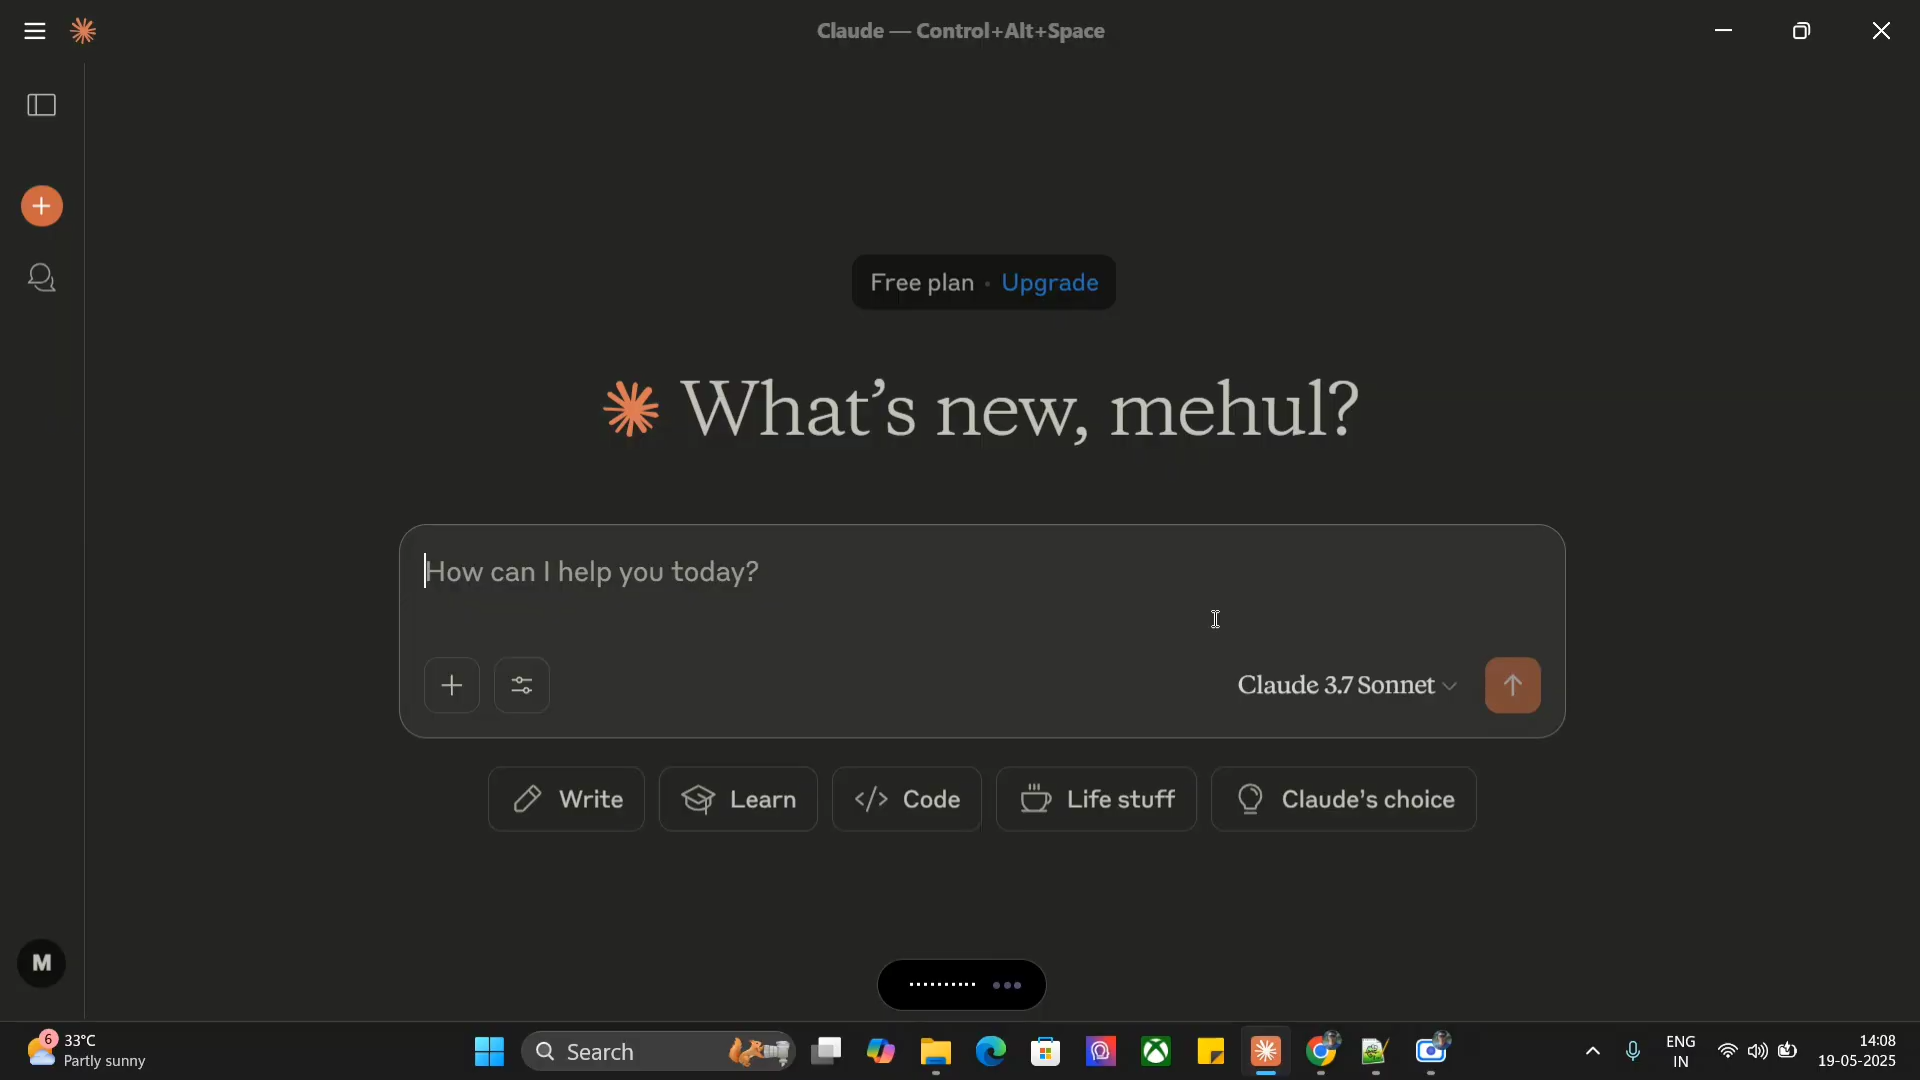 Claude — Control+Alt+Space
Free plan · Upgrade
What's new, mehul?
How can I help you today?
Claude 3.7 Sonnet
Write
Learn
</> Code
Life stuff
Claude's choice
M
6
33°C
Partly sunny
Search
ENG
IN
14:08
19-05-2025